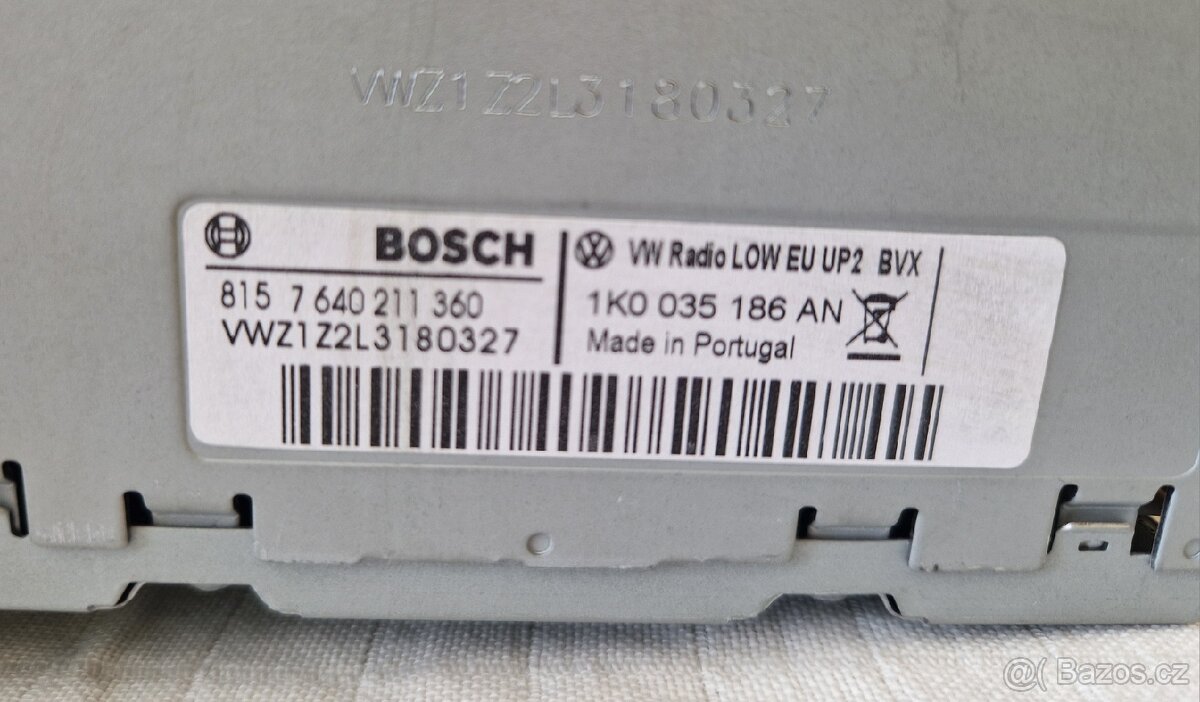 VWZ1Z2L3180327
BOSCH
815 7 640 211 360
VWZ1Z2L3180327
VW Radio LOW EU UP2 BVX
1K0 035 186 AN
Made in Portugal
@( Bazos.cz